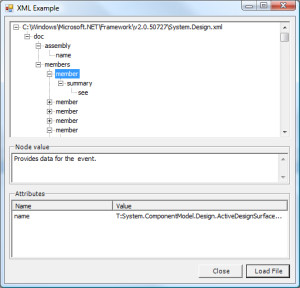 XML Example
C:\Windows\Microsoft.NET\Framework\v2.0.50727\System.Design.xml
doc
assembly
name
members
member
summary
see
member
member
member
member
Node value
Provides data for the  event.
Attributes
Name Value
name T:System.ComponentModel.Design.ActiveDesignSurface...
Close Load File